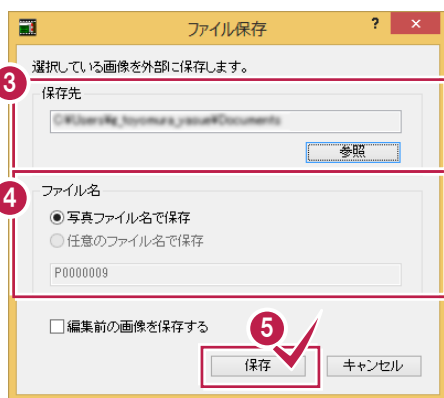 ファイル保存
? ×
選択している画像を外部に保存します。
3
保存先
参照
4
ファイル名
写真ファイル名で保存
任意のファイル名で保存
P0000009
編集前の画像を保存する
5
保存 キャンセル